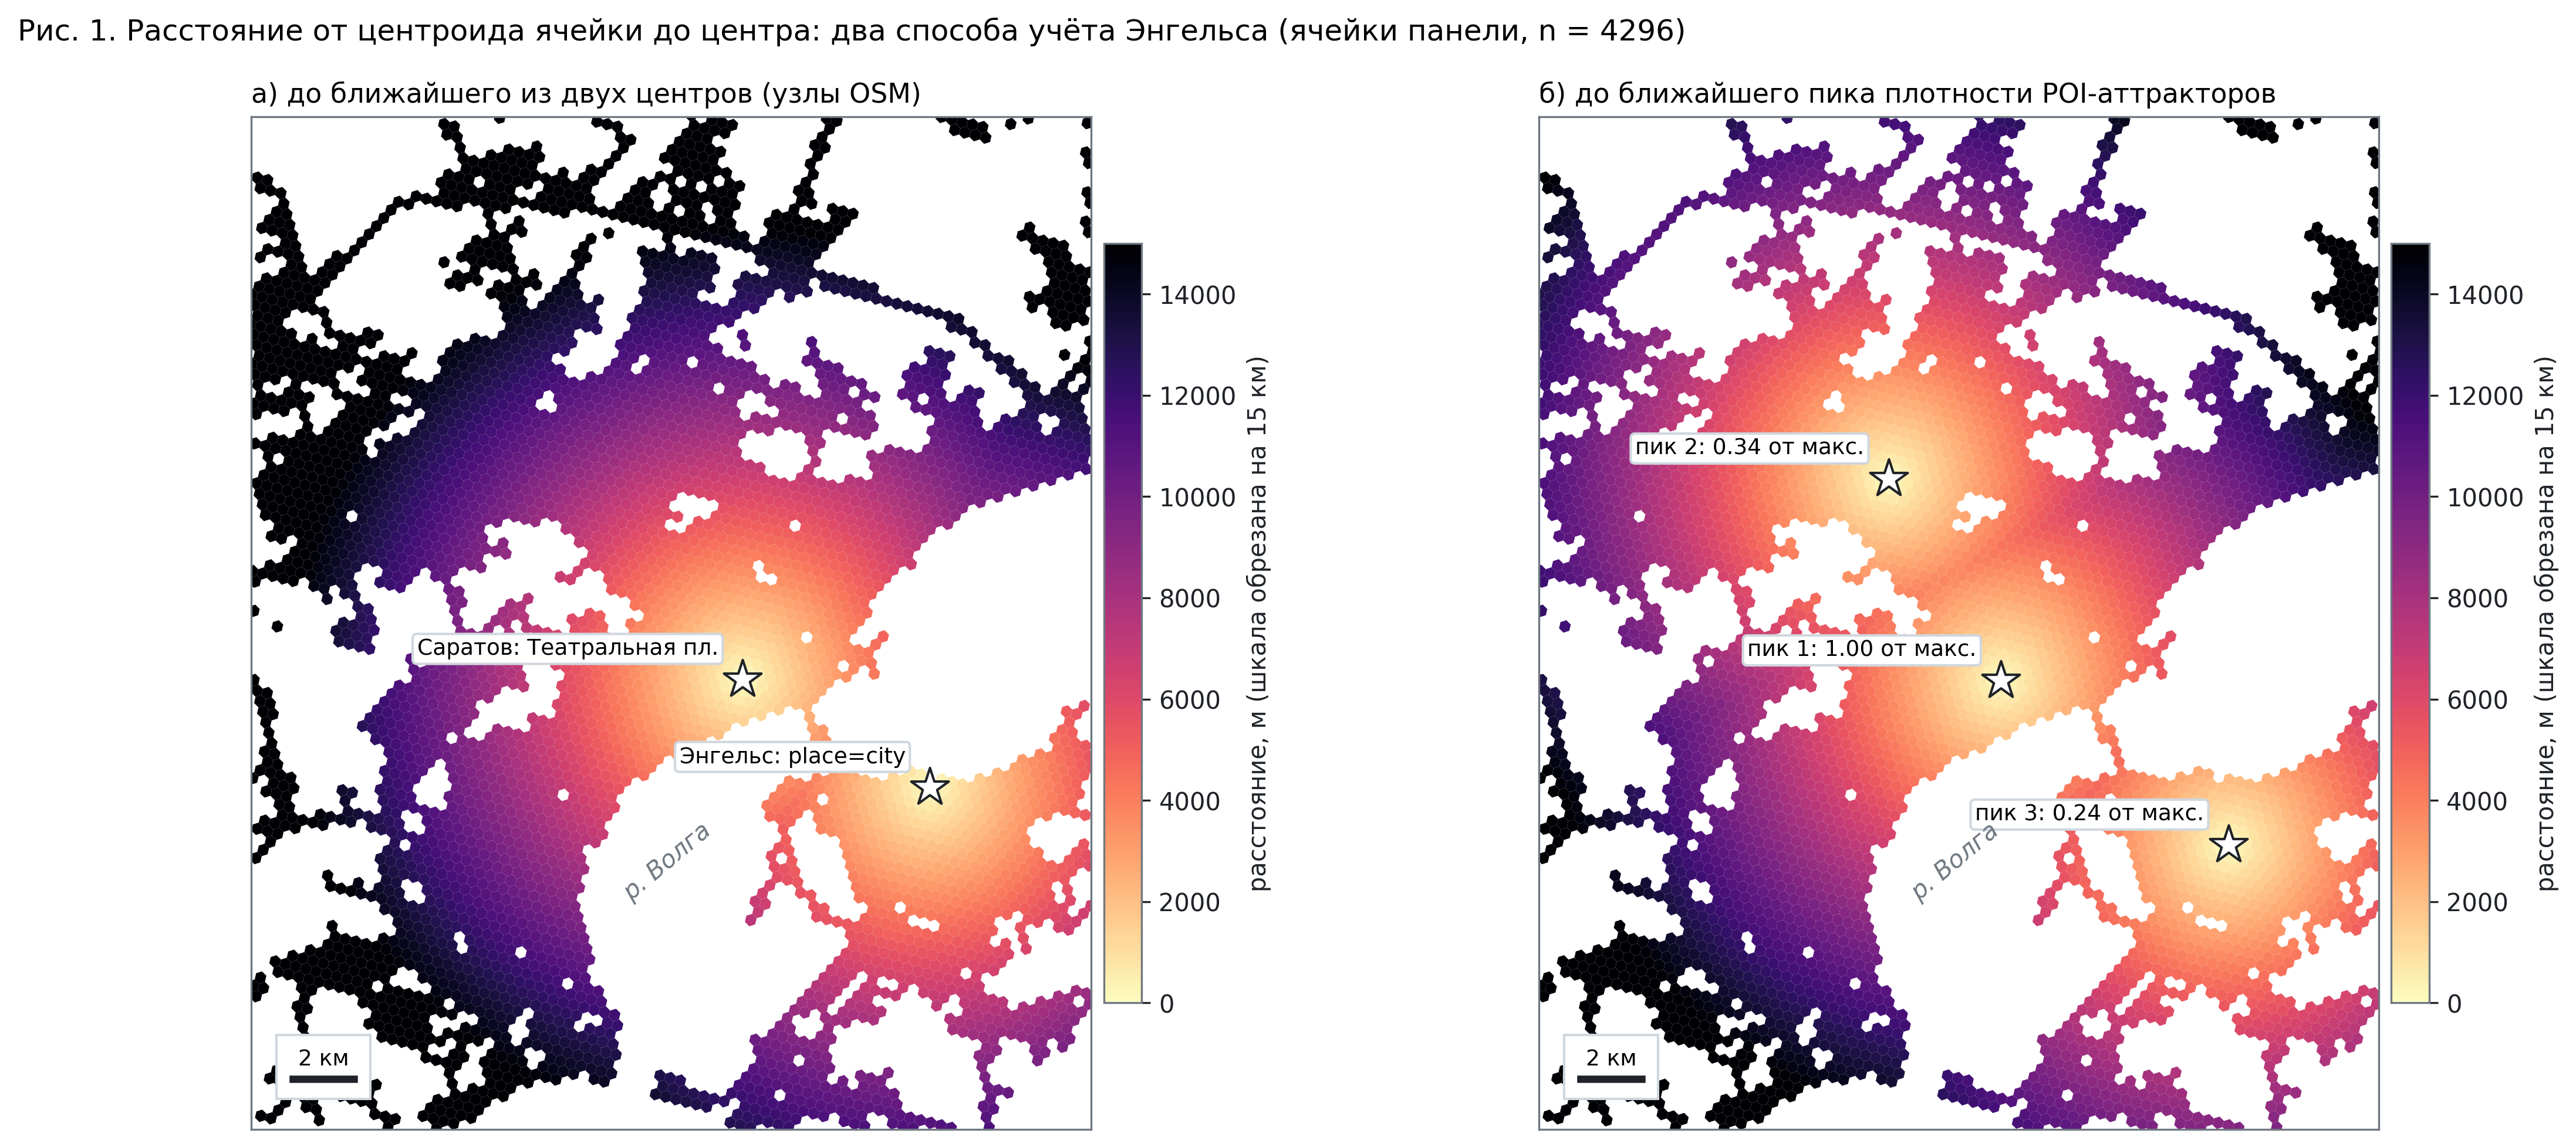 Рис. 1. Расстояние от центроида ячейки до центра: два способа учёта Энгельса (ячейки панели, n = 4296)
а) до ближайшего из двух центров (узлы OSM)
Саратов: Театральная пл.
Энгельс: place=city
р. Волга
2 км
14000
12000
10000
8000
6000
4000
2000
0
расстояние, м (шкала обрезана на 15 км)
б) до ближайшего пика плотности POI-аттракторов
пик 2: 0.34 от макс.
пик 1: 1.00 от макс.
пик 3: 0.24 от макс.
р. Волга
2 км
14000
12000
10000
8000
6000
4000
2000
0
расстояние, м (шкала обрезана на 15 км)